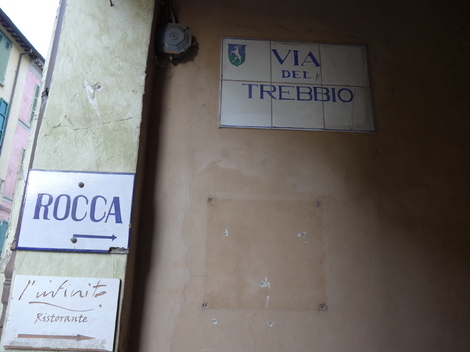 VIA
DEL
TREBBIO
ROCCA
l'infinito
Ristorante